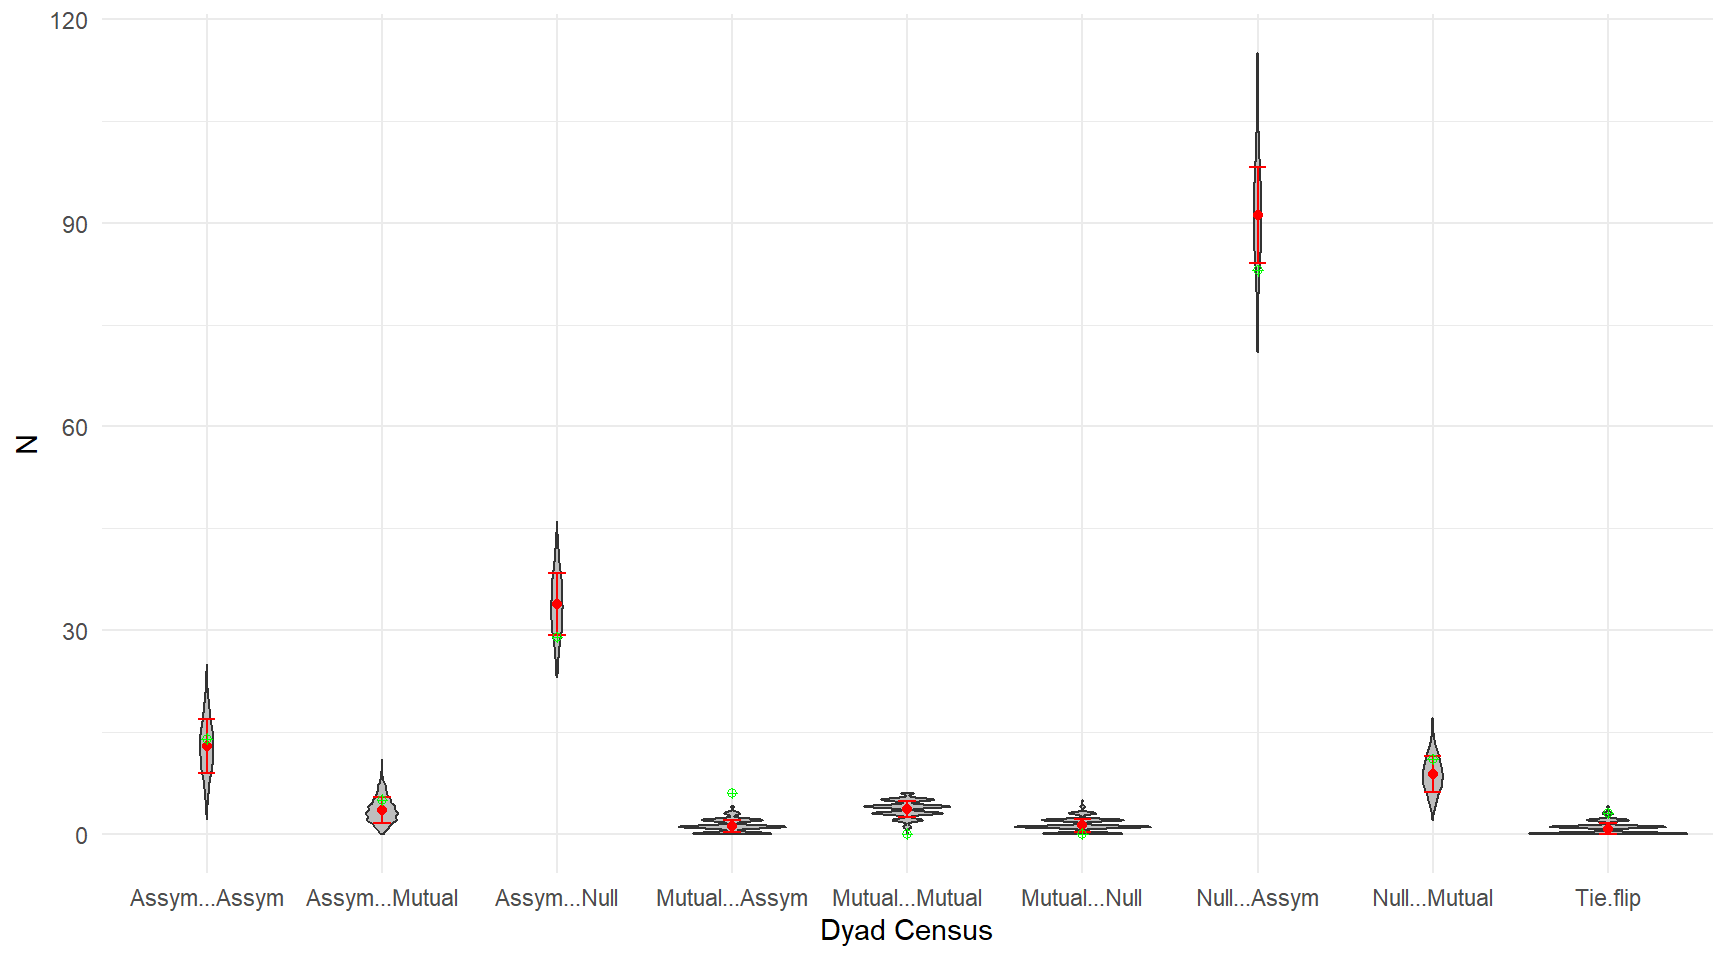 120
90
60
30
0
N
Assym...Assym Assym...Mutual Assym...Null Mutual...Assym Mutual...Mutual Mutual...Null Null...Assym Null...Mutual Tie.flip
Dyad Census